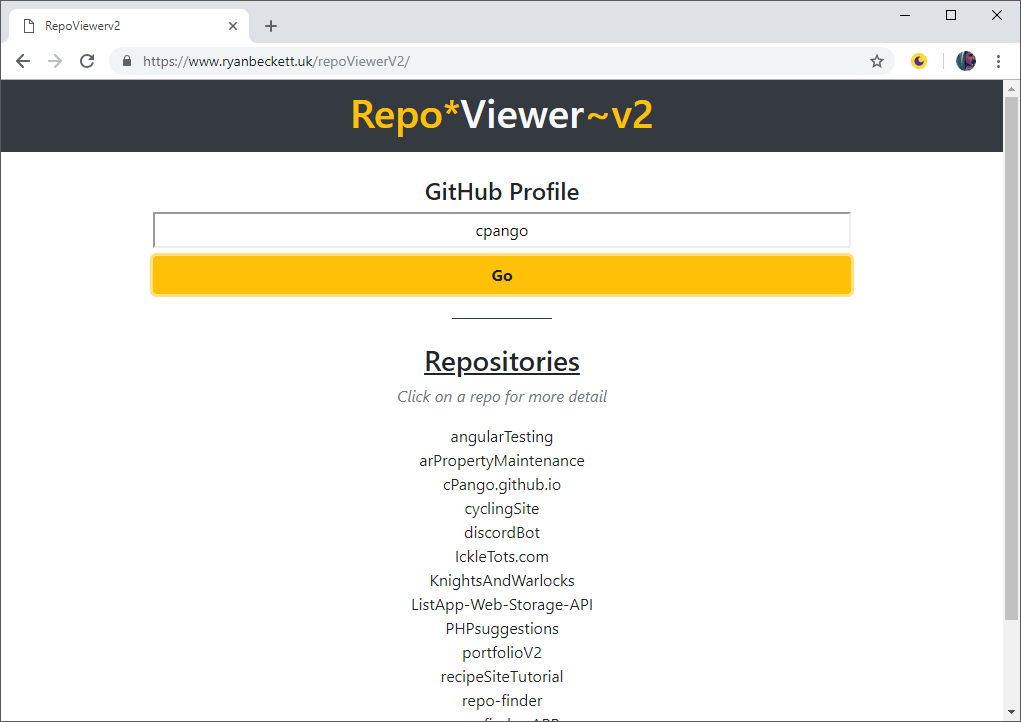 RepoViewerv2
https://www.ryanbeckett.uk/repoViewerV2/
Repo*Viewer~v2
GitHub Profile
cpango
Go
Repositories
Click on a repo for more detail
angularTesting
arPropertyMaintenance
cPango.github.io
cyclingSite
discordBot
IckleTots.com
KnightsAndWarlocks
ListApp-Web-Storage-API
PHPsuggestions
portfolioV2
recipeSiteTutorial
repo-finder